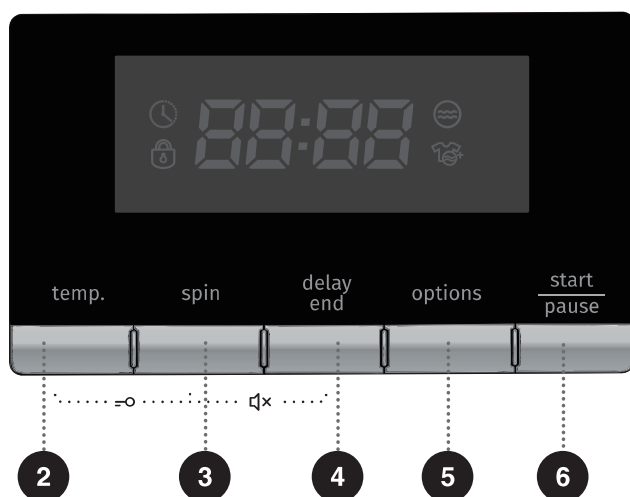 88:88
temp.
spin
delay
end
options
start
pause
2
3
4
5
6